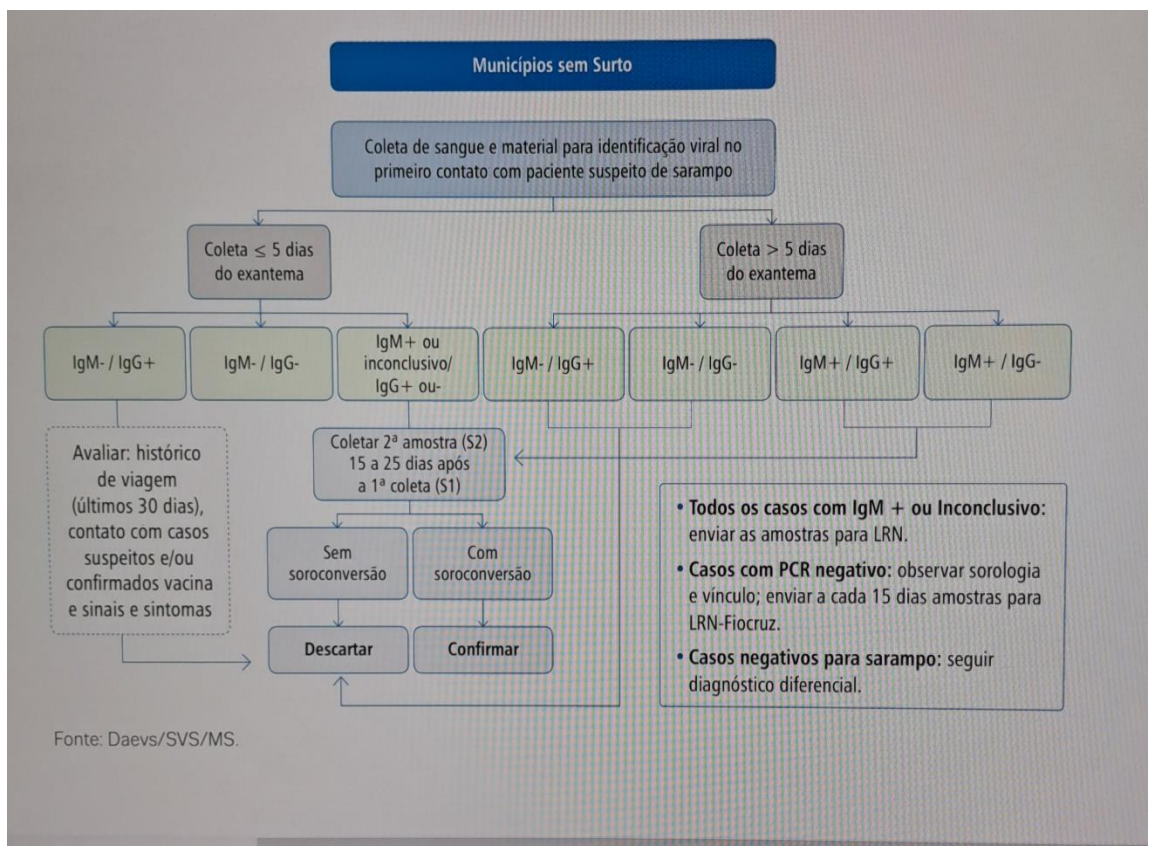 Municípios sem Surto
Coleta de sangue e material para identificação viral no
primeiro contato com paciente suspeito de sarampo
Coleta ≤ 5 dias
do exantema
Coleta > 5 dias
do exantema
IgM- / IgG+
IgM- / IgG-
IgM+ ou
inconclusivo/
IgG+ ou-
IgM- / IgG+
IgM- / IgG-
IgM+ / IgG+
IgM+ / IgG-
Avaliar: histórico
de viagem
(últimos 30 dias),
contato com casos
suspeitos e/ou
confirmados vacina
e sinais e sintomas
Coletar 2ª amostra (S2)
15 a 25 dias após
a 1ª coleta (S1)
Sem
soroconversão
Com
soroconversão
Descartar
Confirmar
• Todos os casos com IgM + ou Inconclusivo:
enviar as amostras para LRN.
• Casos com PCR negativo: observar sorologia
e vínculo; enviar a cada 15 dias amostras para
LRN-Fiocruz.
• Casos negativos para sarampo: seguir
diagnóstico diferencial.
Fonte: Daevs/SVS/MS.